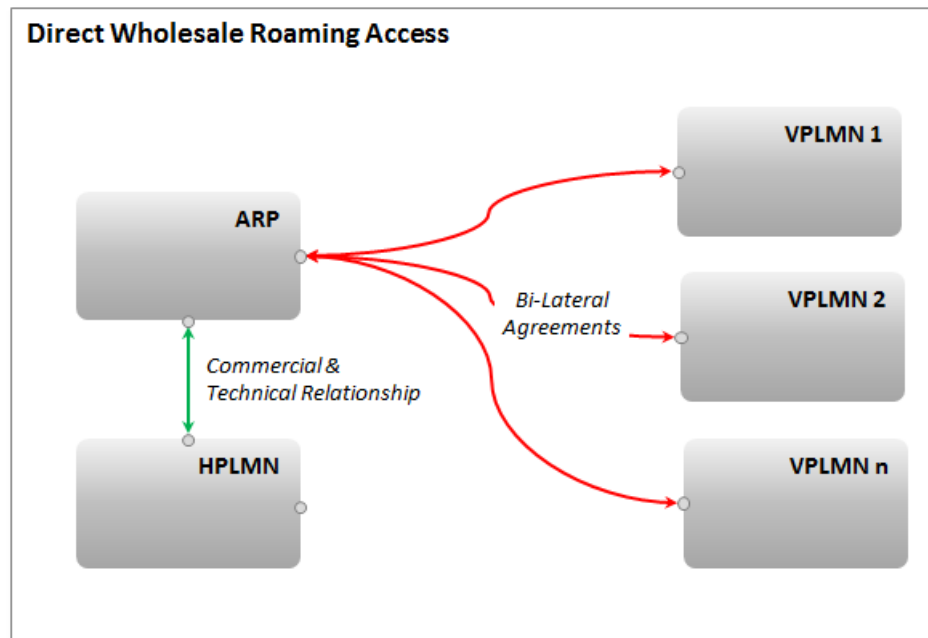 Direct Wholesale Roaming Access
VPLMN 1
ARP
VPLMN 2
Bi-Lateral
Agreements
Commercial &
Technical Relationship
HPLMN
VPLMN n